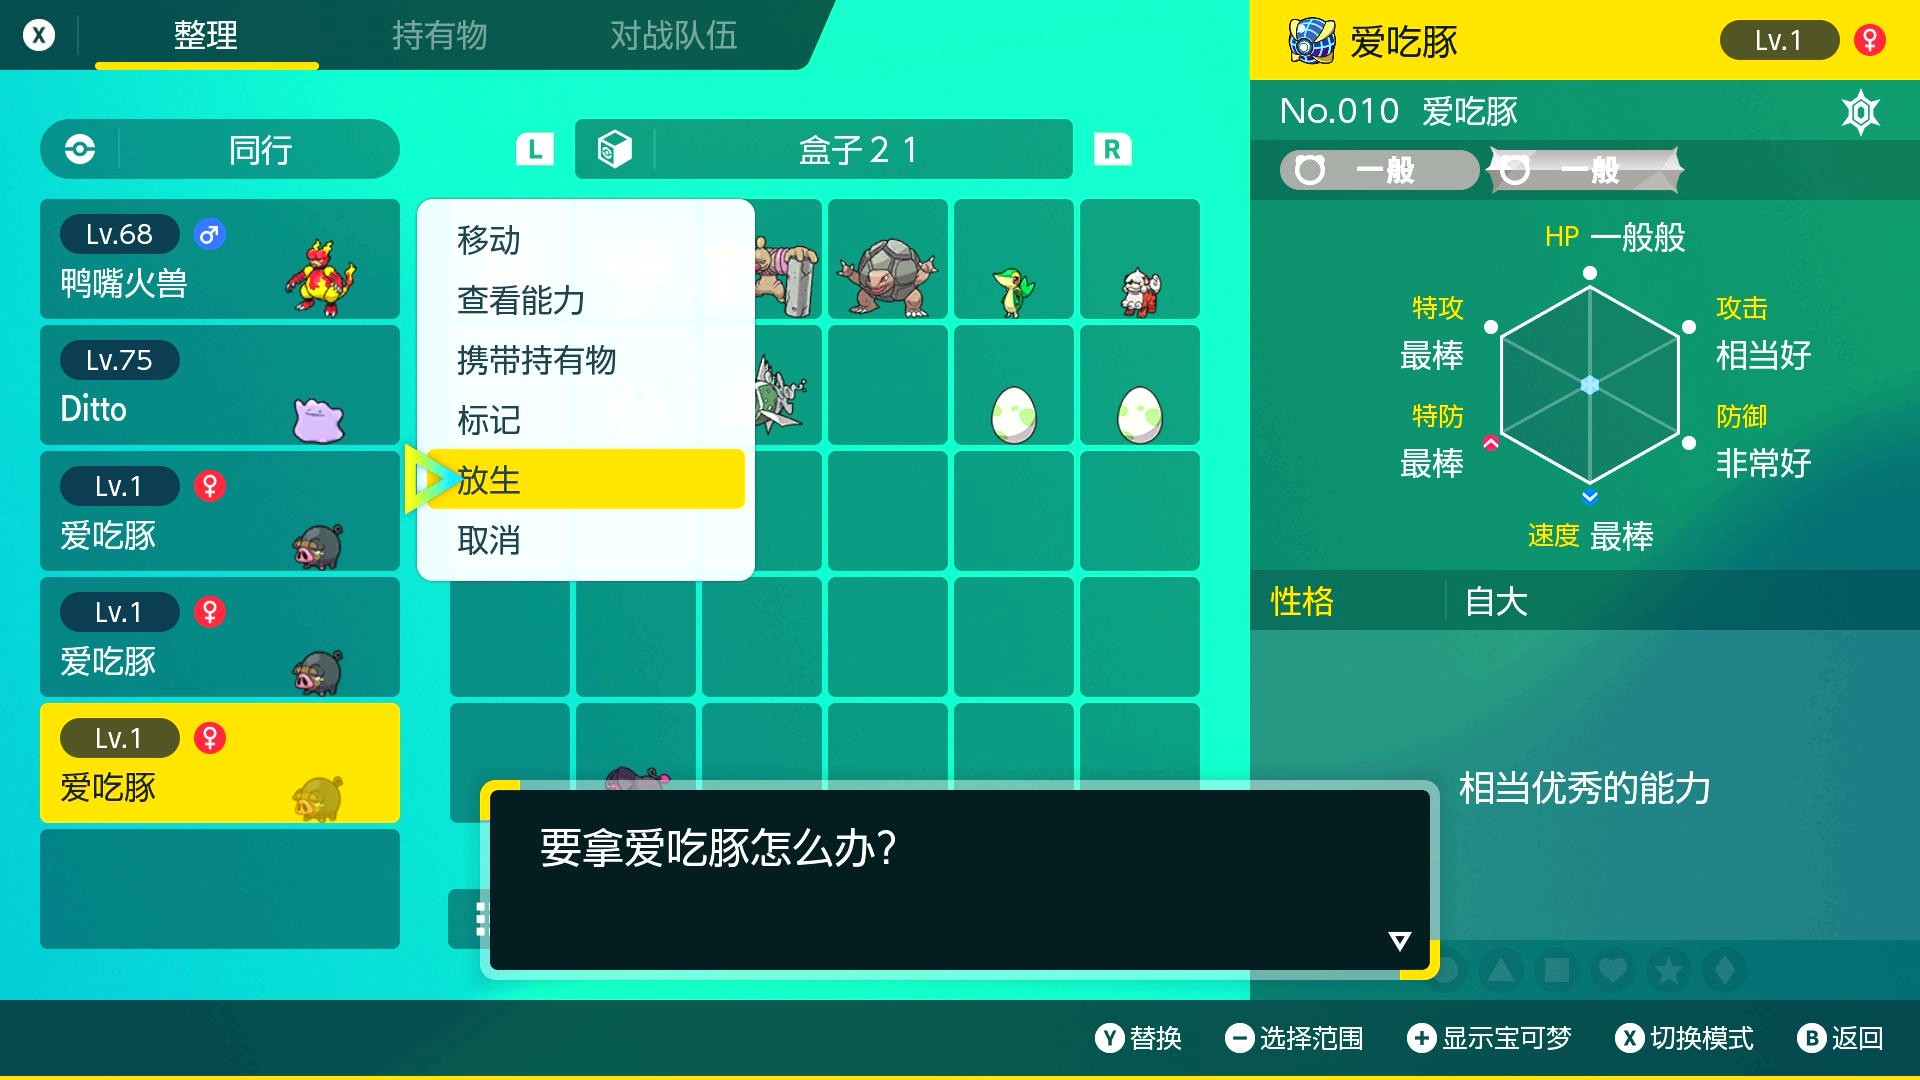 X 整理 持有物 对战队伍
同行
L 盒子21 R
Lv.68
鸭嘴火兽
Lv.75
Ditto
Lv.1
爱吃豚
Lv.1
爱吃豚
Lv.1
爱吃豚
移动
查看能力
携带持有物
标记
放生
取消
爱吃豚 Lv.1
No.010 爱吃豚
一般 一般
HP 一般般
特攻
最棒
攻击
相当好
特防
最棒
防御
非常好
速度 最棒
性格 自大
相当优秀的能力
要拿爱吃豚怎么办?
Y 替换 选择范围 显示宝可梦 X 切换模式 B 返回